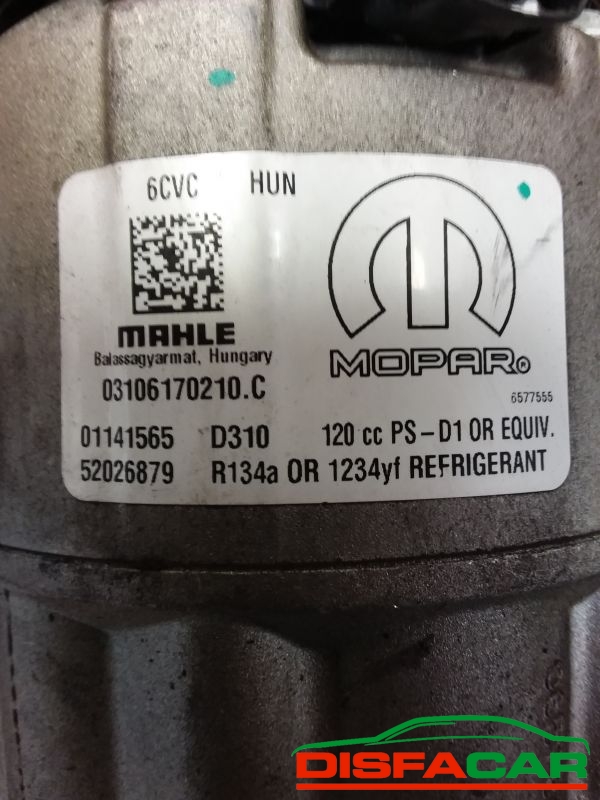 6CVC HUN
MAHLE
Balassagyarmat, Hungary
MOPAR®
03106170210.C
6577555
01141565 D310 120 cc PS-D1 OR EQUIV.
52026879 R134a OR 1234yf REFRIGERANT
DISFACAR